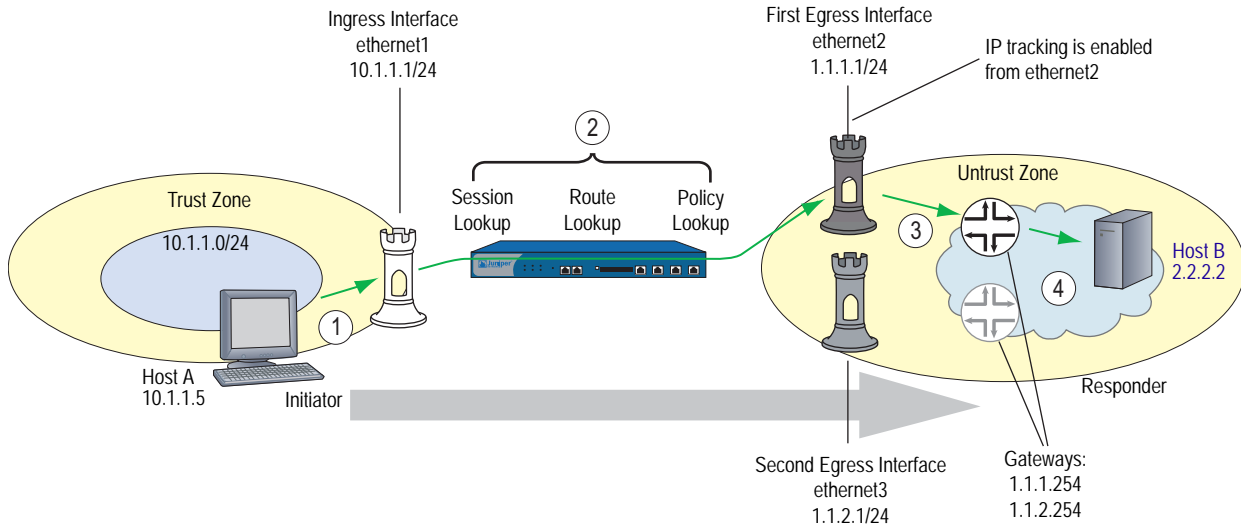 Ingress Interface
ethernet1
10.1.1.1/24
First Egress Interface
ethernet2
1.1.1.1/24
IP tracking is enabled
from ethernet2
2
Session
Lookup
Route
Lookup
Policy
Lookup
Trust Zone
10.1.1.0/24
Untrust Zone
Juniper
1
3
4
Host B
2.2.2.2
Host A
10.1.1.5
Initiator
Responder
Second Egress Interface
ethernet3
1.1.2.1/24
Gateways:
1.1.1.254
1.1.2.254